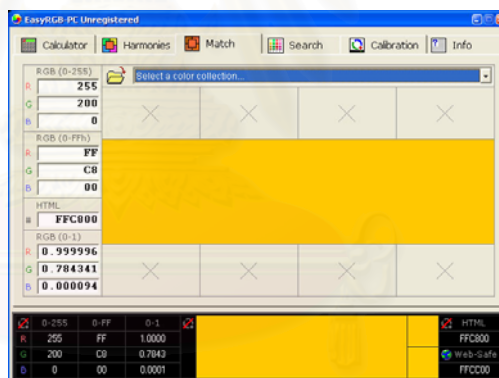 EasyRGB-PC Unregistered
Calculator Harmonies Match Search Calibration Info
RGB (0-255)
Select a color collection...
R 255
G 200
B 0
RGB (0-FFh)
R FF
G C8
B 00
HTML
# FFC800
RGB (0-1)
R 0.999996
G 0.784341
B 0.000094
0-255 0-FF 0-1 HTML
R 255 FF 1.0000 FFC800
G 200 C8 0.7843 Web-Safe
B 0 00 0.0001 FFCC00